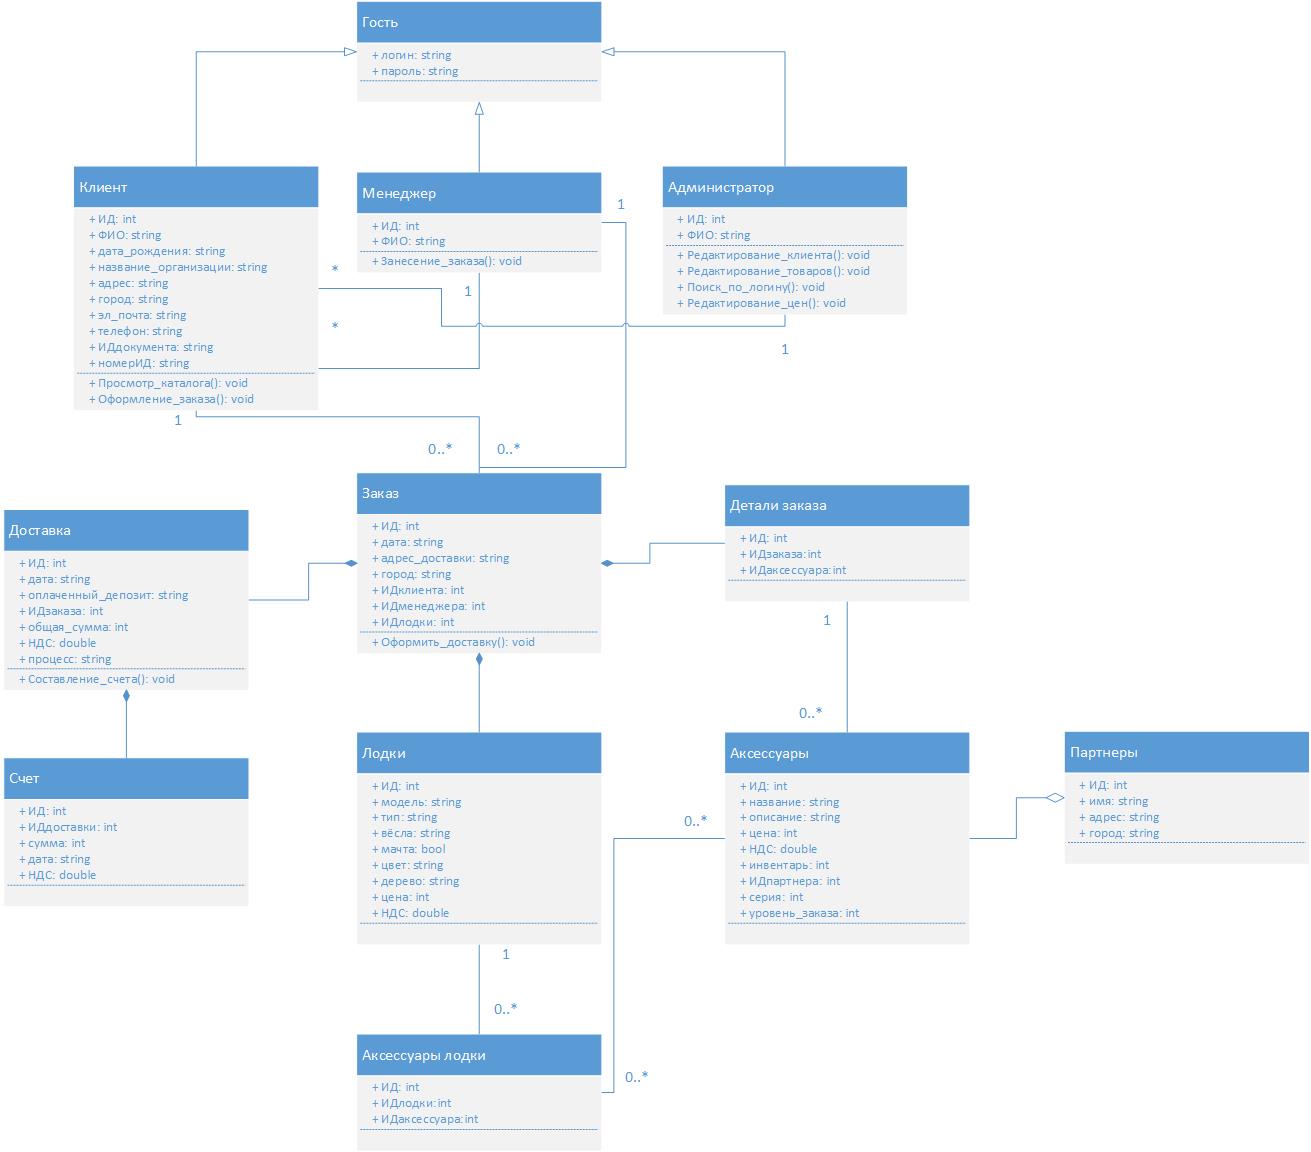 Гость
+ логин: string
+ пароль: string
Клиент
+ ИД: int
+ ФИО: string
+ дата_рождения: string
+ название_организации: string
+ адрес: string
+ город: string
+ эл_почта: string
+ телефон: string
+ ИДдокумента: string
+ номерИД: string
+ Просмотр_каталога(): void
+ Оформление_заказа(): void
Менеджер
+ ИД: int
+ ФИО: string
+ Занесение_заказа(): void
Администратор
+ ИД: int
+ ФИО: string
+ Редактирование_клиента(): void
+ Редактирование_товаров(): void
+ Поиск_по_логину(): void
+ Редактирование_цен(): void
1
*
1
*
1
1
0..*
0..*
Заказ
+ ИД: int
+ дата: string
+ адрес_доставки: string
+ город: string
+ ИДклиента: int
+ ИДменеджера: int
+ ИДлодки: int
+ Оформить_доставку(): void
Детали заказа
+ ИД: int
+ ИДзаказа:int
+ ИДаксессуара:int
Доставка
+ ИД: int
+ дата: string
+ оплаченный_депозит: string
+ ИДзаказа: int
+ общая_сумма: int
+ НДС: double
+ процесс: string
+ Составление_счета(): void
1
0..*
Счет
+ ИД: int
+ ИДдоставки: int
+ сумма: int
+ дата: string
+ НДС: double
Лодки
+ ИД: int
+ модель: string
+ тип: string
+ вёсла: string
+ мачта: bool
+ цвет: string
+ дерево: string
+ цена: int
+ НДС: double
0..*
Аксессуары
+ ИД: int
+ название: string
+ описание: string
+ цена: int
+ НДС: double
+ инвентарь: int
+ ИДпартнера: int
+ серия: int
+ уровень_заказа: int
Партнеры
+ ИД: int
+ имя: string
+ адрес: string
+ город: string
1
0..*
Аксессуары лодки
+ ИД: int
+ ИДлодки:int
+ ИДаксессуара:int
0..*